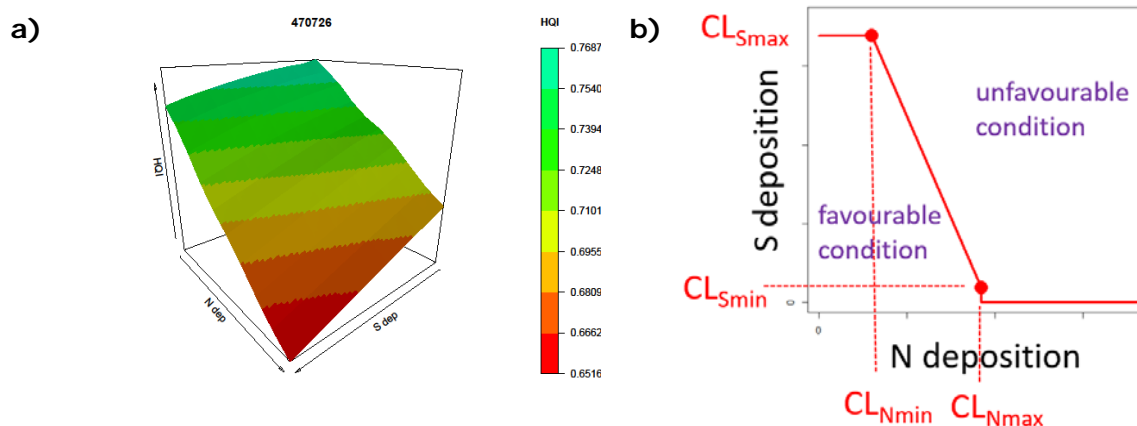 a)
470726
HQI
N dep
S dep
HQI
0.7687
0.7540
0.7394
0.7248
0.7101
0.6955
0.6809
0.6662
0.6516
b)
CLSmax
S deposition
unfavourable
condition
favourable
condition
CLSmin
0
0
N deposition
CLNmin
CLNmax